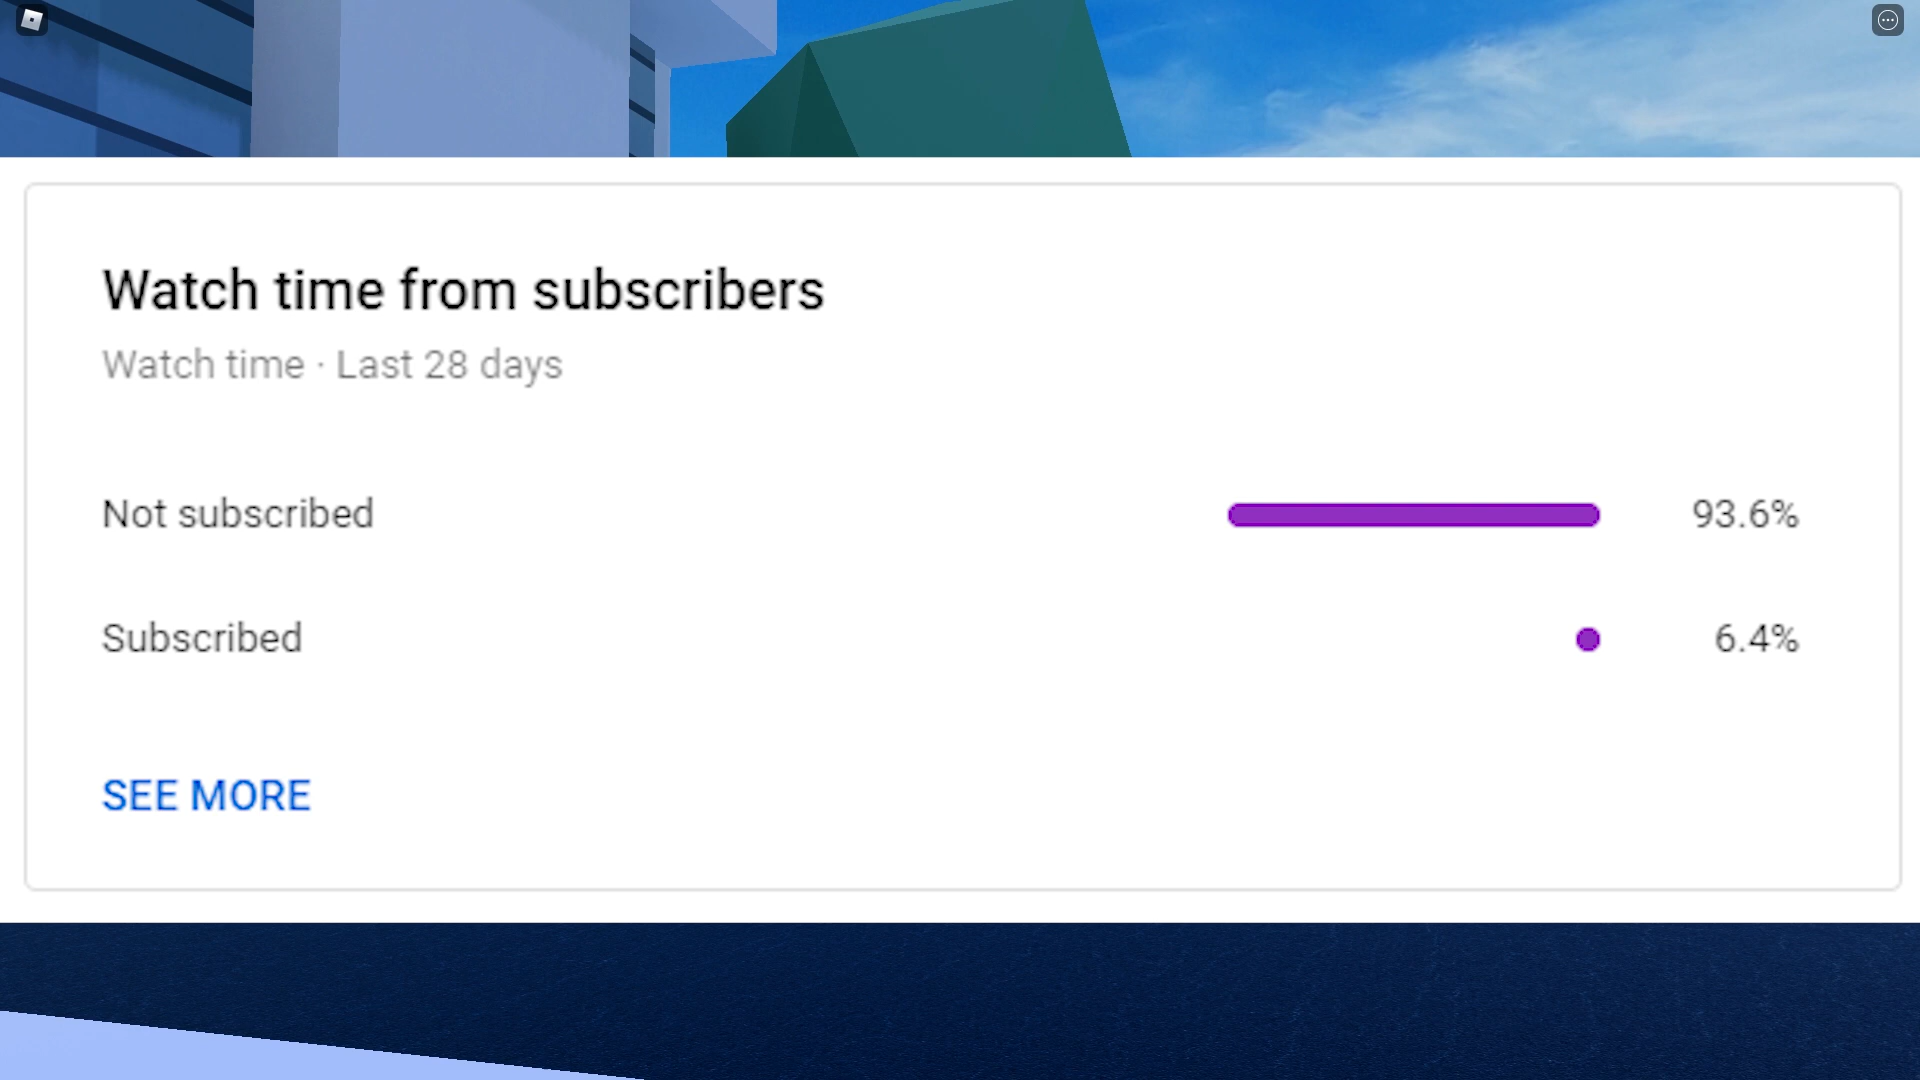 Watch time from subscribers
Watch time · Last 28 days
Not subscribed 93.6%
Subscribed 6.4%
SEE MORE